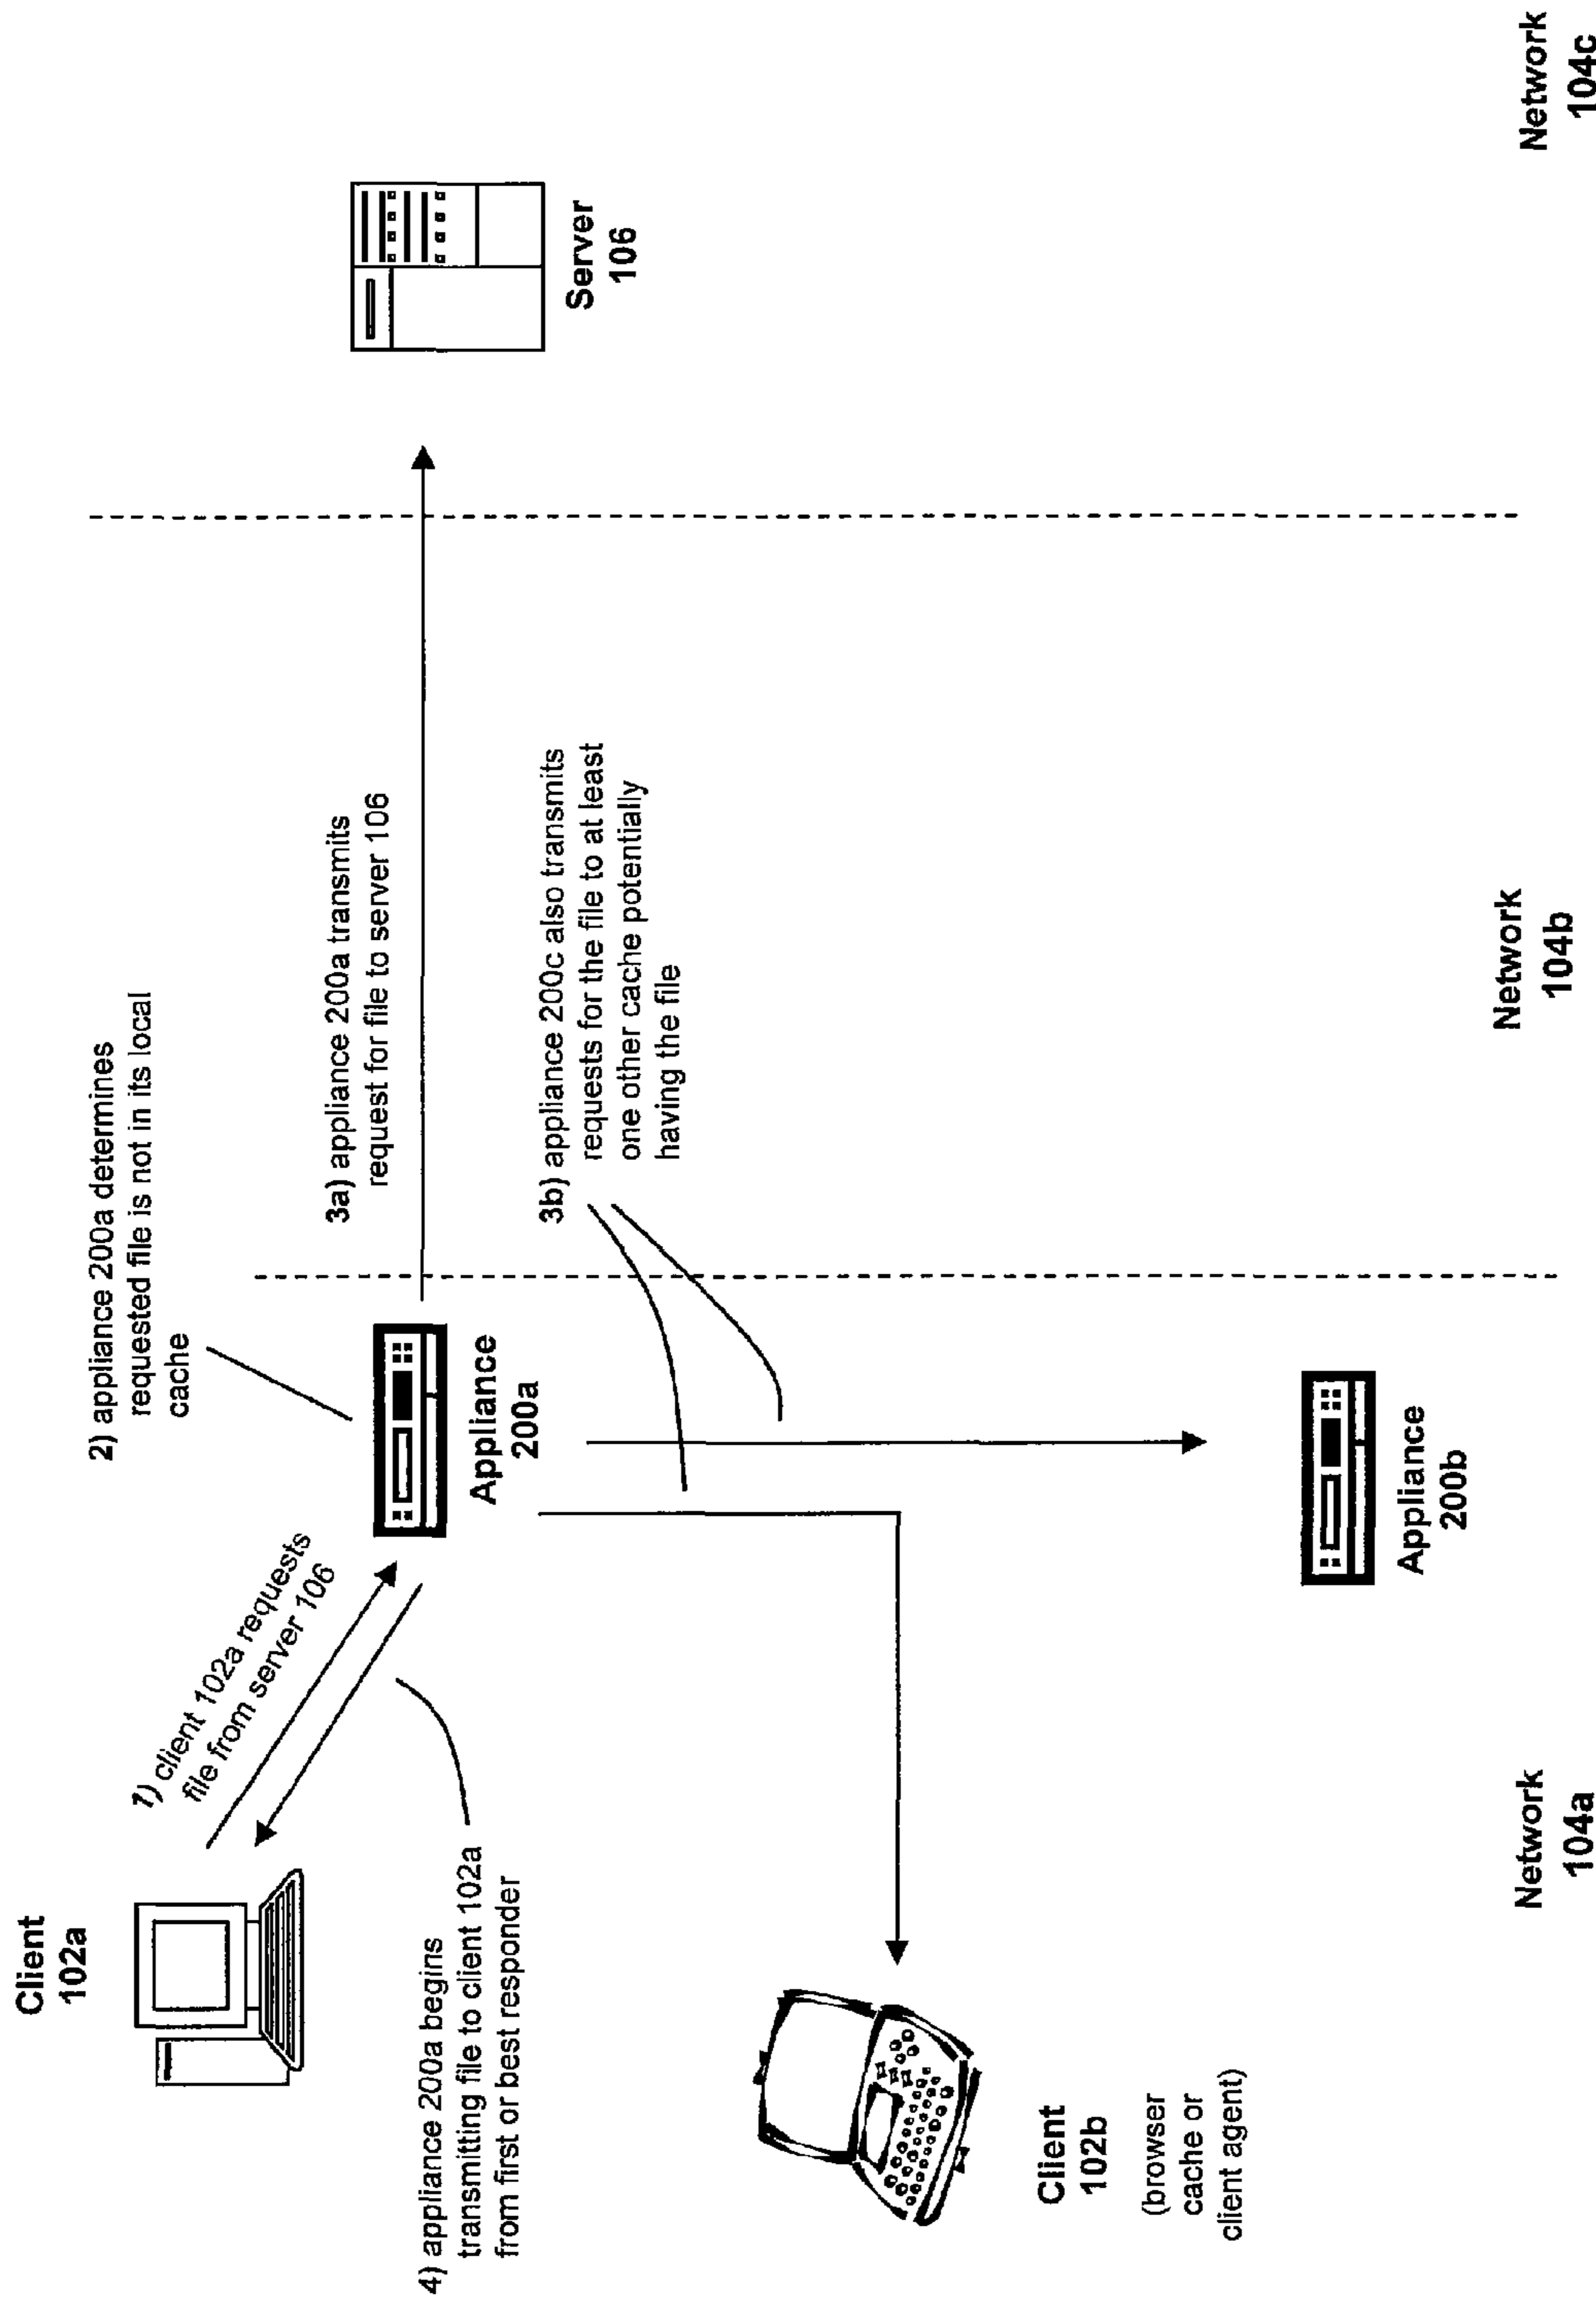 Client
102a
1) client 102a requests
file from server 106
2) appliance 200a determines
requested file is not in its local
cache
Appliance
200a
3a) appliance 200a transmits
request for file to server 106
Server
106
3b) appliance 200c also transmits
requests for the file to at least
one other cache potentially
having the file
4) appliance 200a begins
transmitting file to client 102a
from first or best responder
Client
102b
(browser
cache or
client agent)
Appliance
200b
Network
104a
Network
104b
Network
104c